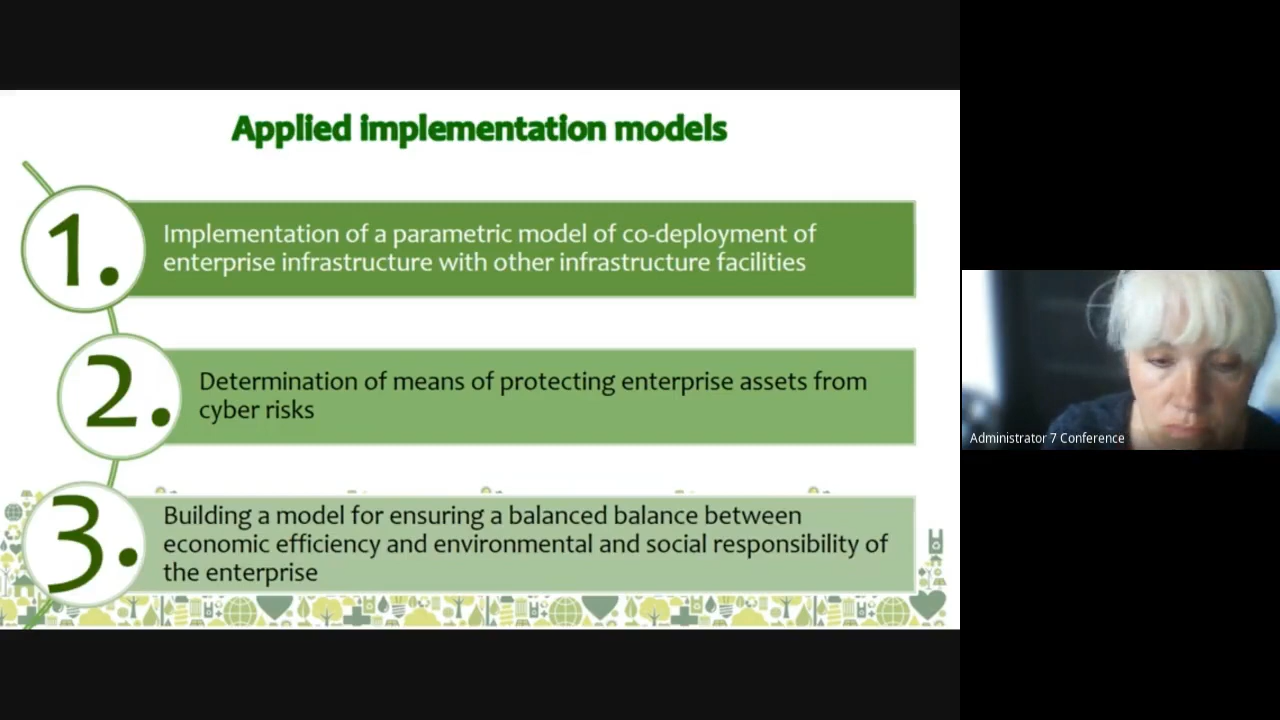 Applied implementation models
1.
Implementation of a parametric model of co-deployment of
enterprise infrastructure with other infrastructure facilities
2.
Determination of means of protecting enterprise assets from
cyber risks
3.
Building a model for ensuring a balanced balance between
economic efficiency and environmental and social responsibility of
the enterprise
Administrator 7 Conference